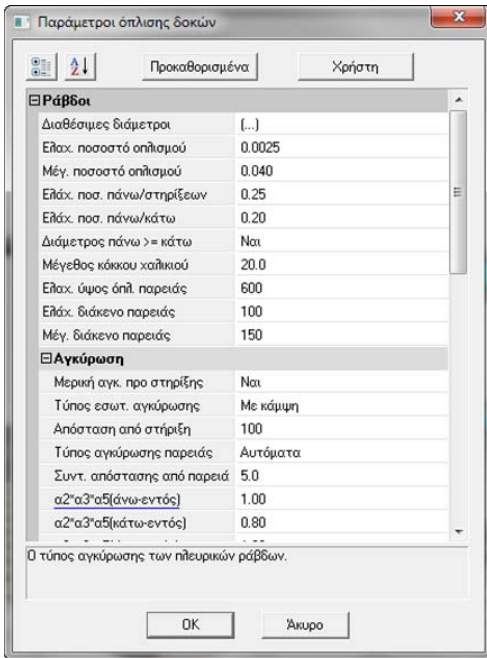 Παράμετροι όπλισης δοκών
Προκαθορισμένα Χρήστη
Ράβδοι
Διαθέσιμες διάμετροι (...)
Ελαχ. ποσοστό οπλισμού 0.0025
Μέγ. ποσοστό οπλισμού 0.040
Ελάχ. ποσ. πάνω/στηρίξεων 0.25
Ελάχ. ποσ. πάνω/κάτω 0.20
Διάμετρος πάνω >= κάτω Ναι
Μέγεθος κόκκου χαλικιού 20.0
Ελαχ. ύψος όπλ. παρειάς 600
Ελάχ. διάκενο παρειάς 100
Μέγ. διάκενο παρειάς 150
Αγκύρωση
Μερική αγκ. προ στηρίξης Ναι
Τύπος εσωτ. αγκύρωσης Με κάμψη
Απόσταση από στήριξη 100
Τύπος αγκύρωσης παρειάς Αυτόματα
Συντ. απόστασης από παρειά 5.0
α2*α3*α5(άνω-εντός) 1.00
α2*α3*α5(κάτω-εντός) 0.80
Ο τύπος αγκύρωσης των πλευρικών ράβδων.
OK Άκυρο